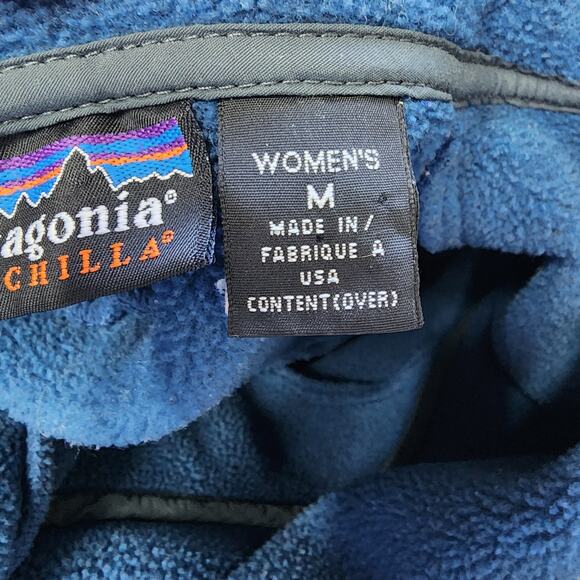 agonia®
CHILLA®
WOMEN'S
M
MADE IN/
FABRIQUE A
USA
CONTENT(OVER)